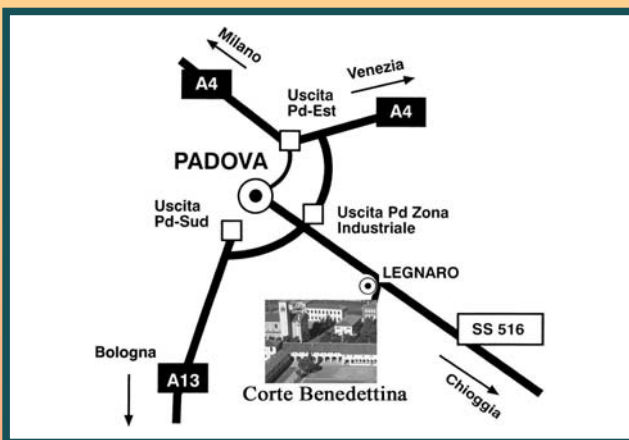 Milano
Venezia
A4
Uscita
Pd-Est
A4
PADOVA
Uscita
Pd-Sud
Uscita Pd Zona
Industriale
LEGNARO
SS 516
Bologna
A13
Chioggia
Corte Benedettina